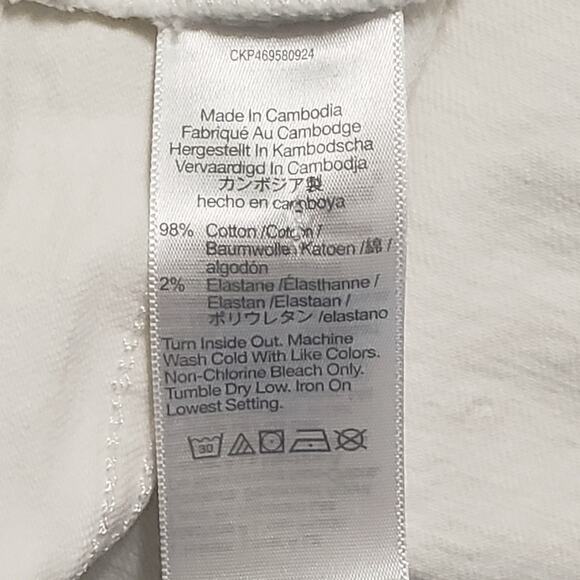 CKP469580924
Made In Cambodia
Fabriqué Au Cambodge
Hergestellt In Kambodscha
Vervaardigd In Cambodja
カンボジア製
hecho en camboya
98% Cotton /Coton /
Baumwolle /Katoen /綿 /
algodón
2% Elastane /Élasthanne /
Elastan /Elastaan /
ポリウレタン /elastano
Turn Inside Out. Machine
Wash Cold With Like Colors.
Non-Chlorine Bleach Only.
Tumble Dry Low. Iron On
Lowest Setting.
30